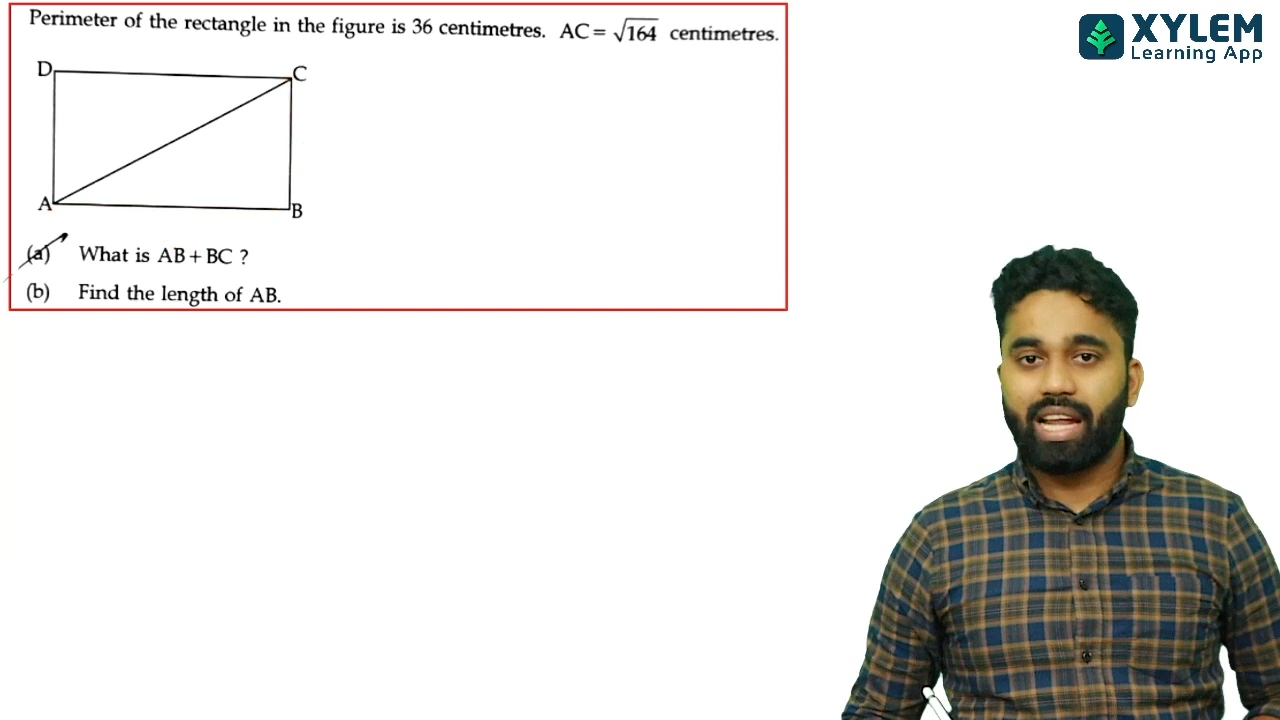 Perimeter of the rectangle in the figure is 36 centimetres. AC = √164 centimetres.
D
C
A
B
(a) What is AB + BC ?
(b) Find the length of AB.
XYLEM
Learning App